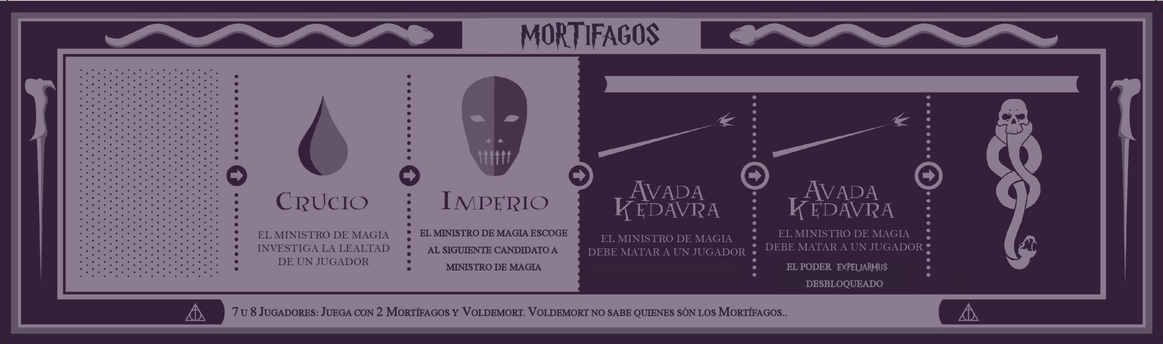 MORTIFAGOS
CRUCIO
EL MINISTRO DE MAGIA
INVESTIGA LA LEALTAD
DE UN JUGADOR
IMPERIO
EL MINISTRO DE MAGIA ESCOGE
AL SIGUIENTE CANDIDATO A
MINISTRO DE MAGIA
AVADA
KEDAVRA
EL MINISTRO DE MAGIA
DEBE MATAR A UN JUGADOR
AVADA
KEDAVRA
EL MINISTRO DE MAGIA
DEBE MATAR A UN JUGADOR
EL PODER EXPELIARMUS
DESBLOQUEADO
7 U 8 JUGADORES: JUEGA CON 2 MORTÍFAGOS Y VOLDEMORT. VOLDEMORT NO SABE QUIENES SÓN LOS MORTÍFAGOS..